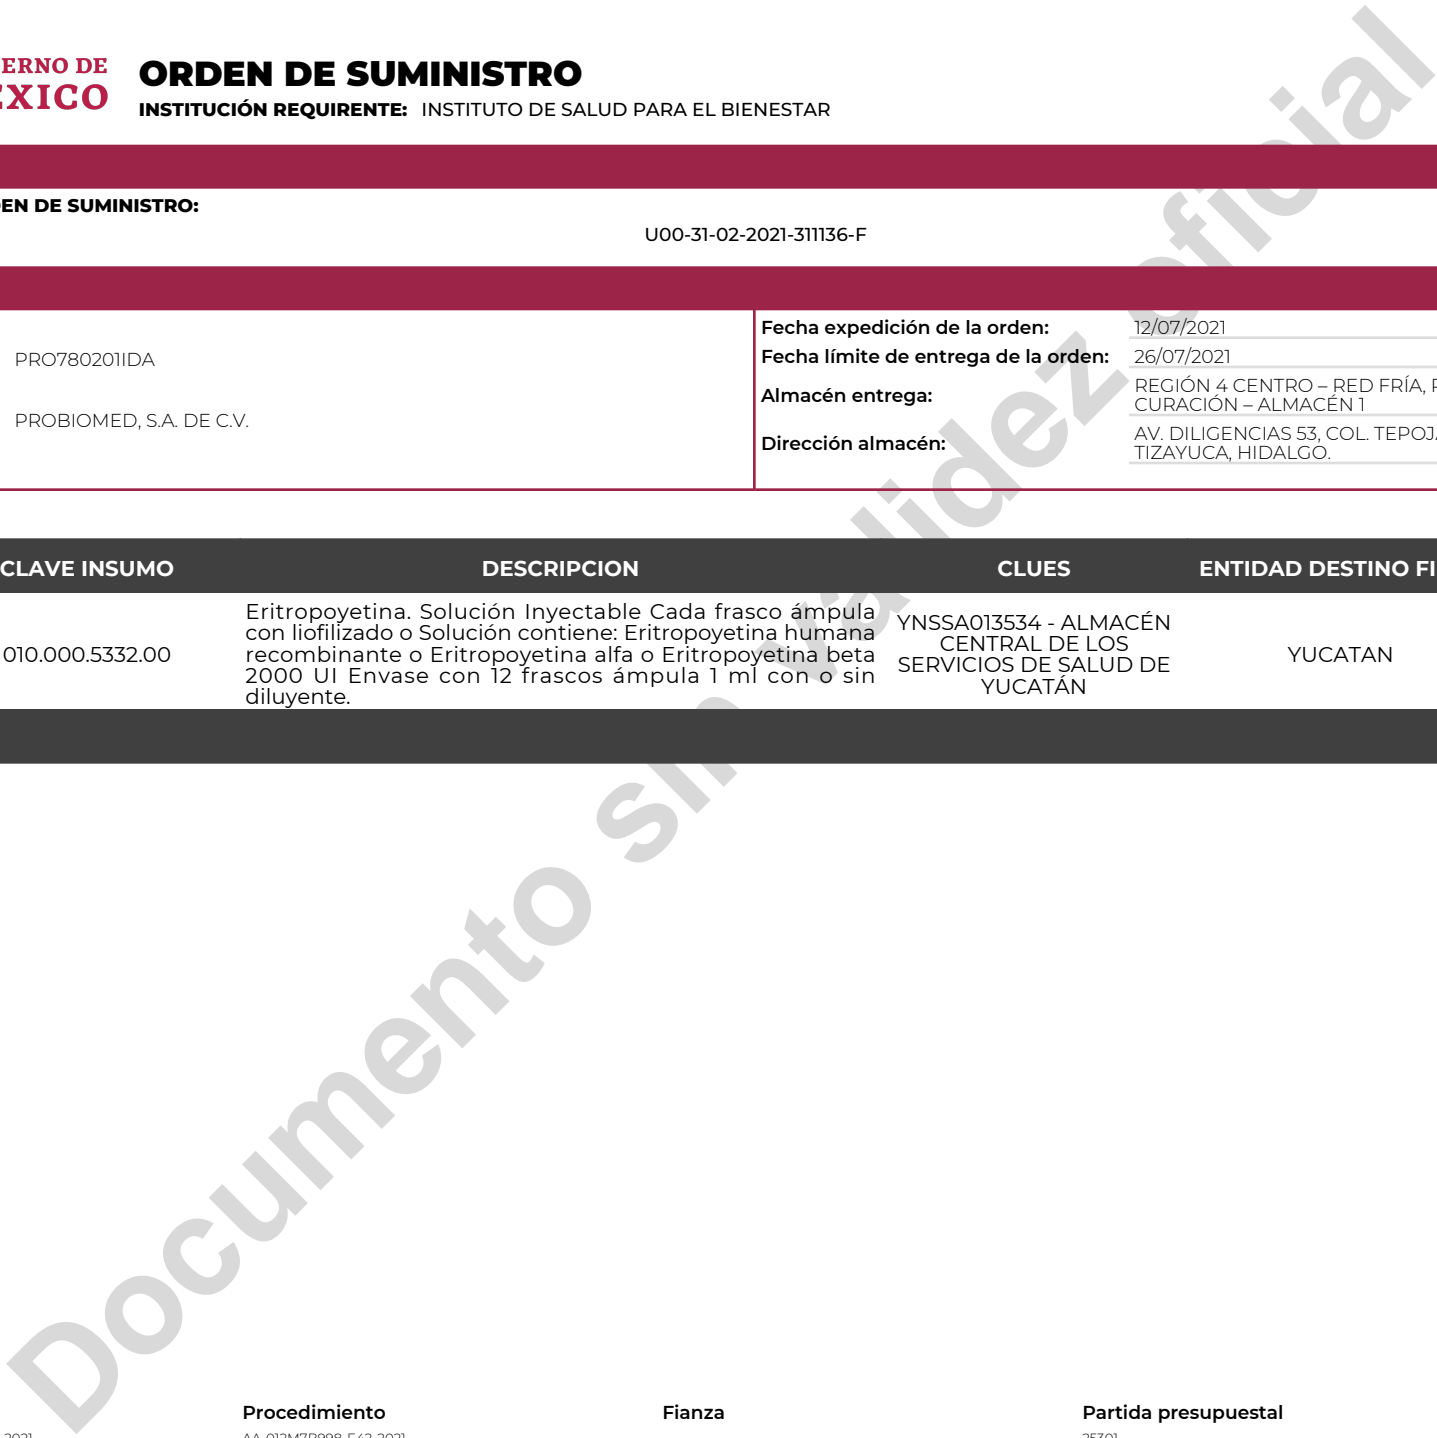 ERNO DE
ÉXICO
ORDEN DE SUMINISTRO
INSTITUCIÓN REQUIRENTE: INSTITUTO DE SALUD PARA EL BIENESTAR
EN DE SUMINISTRO:
U00-31-02-2021-311136-F
PRO780201IDA
PROBIOMED, S.A. DE C.V.
Fecha expedición de la orden: 12/07/2021
Fecha límite de entrega de la orden: 26/07/2021
Almacén entrega: REGIÓN 4 CENTRO – RED FRÍA,
CURACIÓN – ALMACÉN 1
Dirección almacén: AV. DILIGENCIAS 53, COL. TEPOJA
TIZAYUCA, HIDALGO.
CLAVE INSUMO DESCRIPCION CLUES ENTIDAD DESTINO FI
010.000.5332.00
Eritropoyetina. Solución Inyectable Cada frasco ámpula
con liofilizado o Solución contiene: Eritropoyetina humana
recombinante o Eritropoyetina alfa o Eritropoyetina beta
2000 UI Envase con 12 frascos ámpula 1 ml con o sin
diluyente.
YNSSA013534 - ALMACÉN
CENTRAL DE LOS
SERVICIOS DE SALUD DE
YUCATÁN
YUCATAN
Documento sin validez oficial
Procedimiento Fianza Partida presupuestal